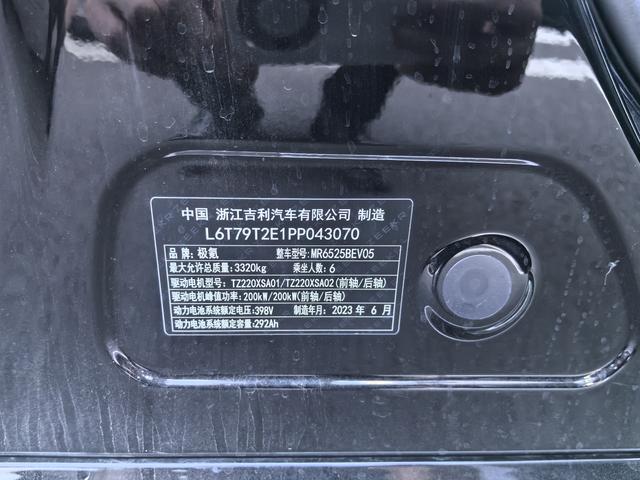 中国 浙江吉利汽车有限公司 制造
L6T79T2E1PP043070
品牌:极氪 整车型号:MR6525BEV05
最大允许总质量:3320kg 乘坐人数:6
驱动电机型号:TZ220XSA01/TZ220XSA02(前轴/后轴)
驱动电机峰值功率:200kW/200kW(前轴/后轴)
动力电池系统额定电压:398V 制造年月:2023 年 6 月
动力电池系统额定容量:292Ah